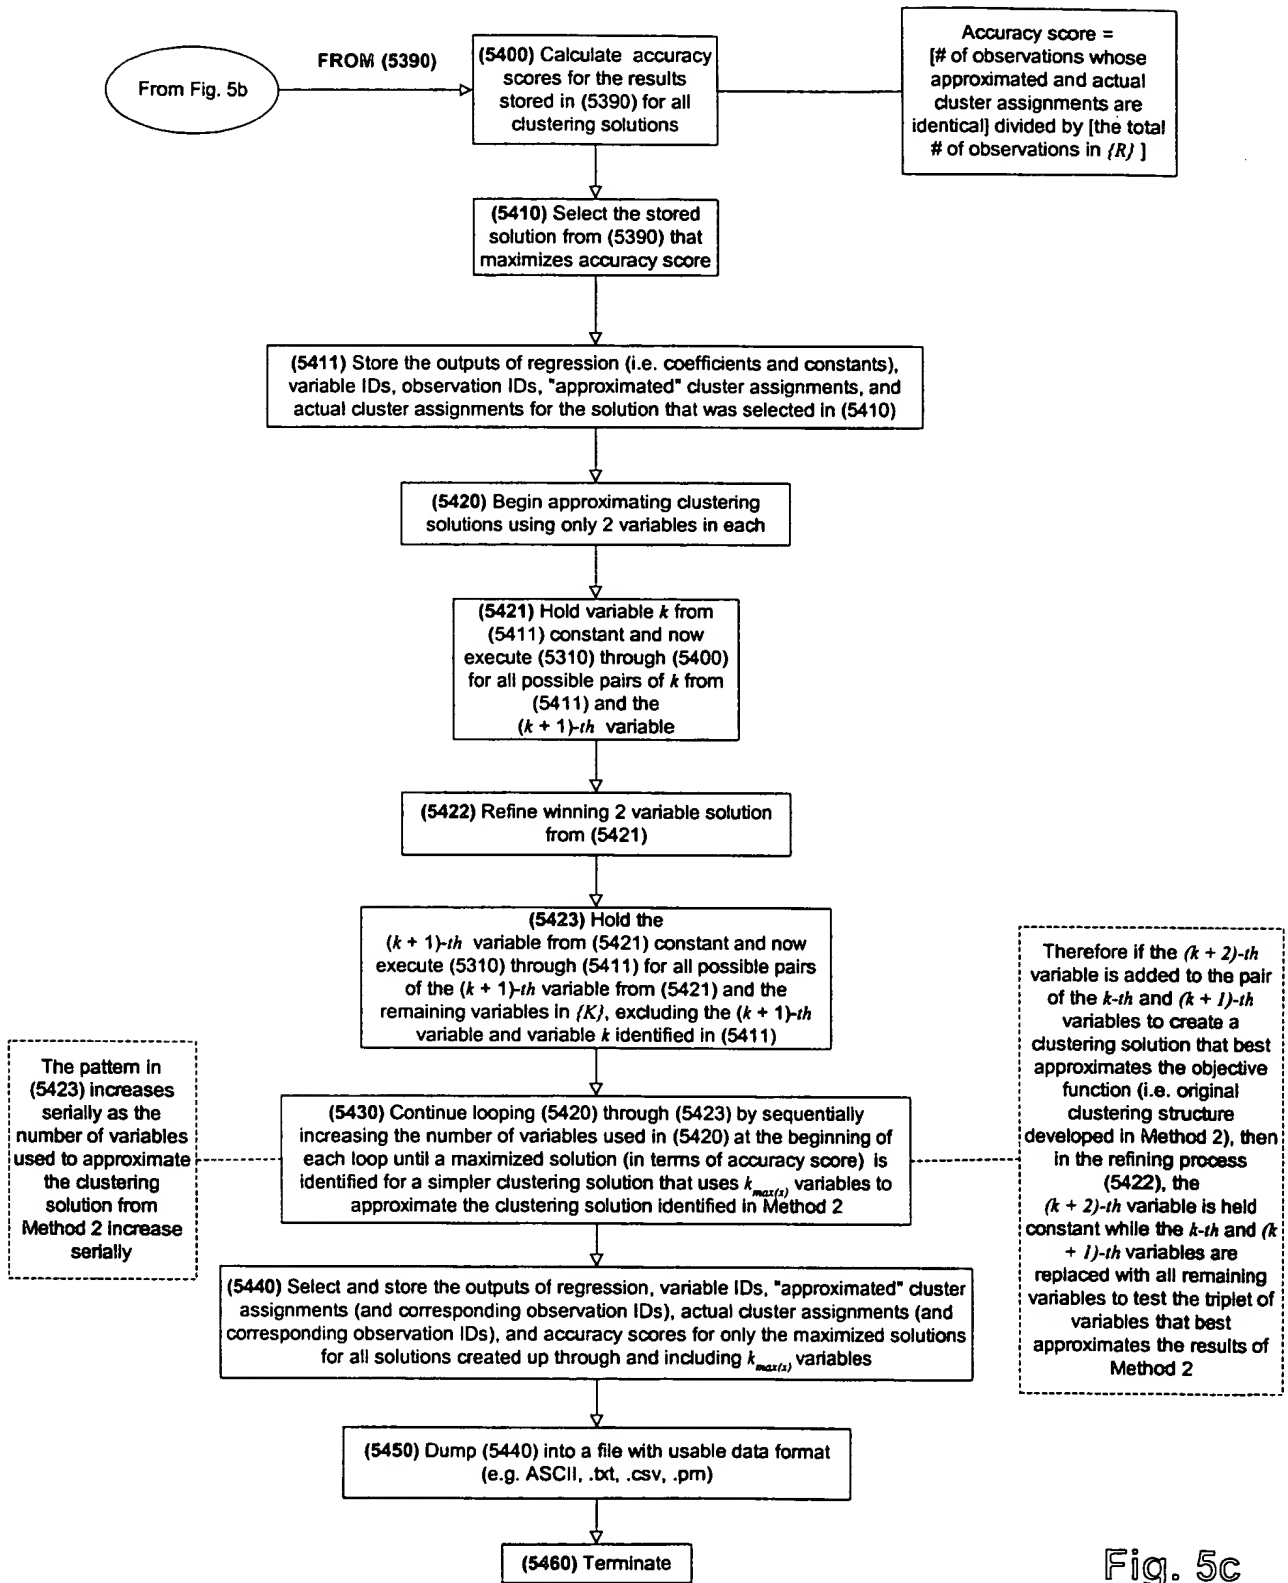 From Fig. 5b
FROM (5390)
(5400) Calculate accuracy
scores for the results
stored in (5390) for all
clustering solutions
Accuracy score =
[# of observations whose
approximated and actual
cluster assignments are
identical] divided by [the total
# of observations in {R} ]
(5410) Select the stored
solution from (5390) that
maximizes accuracy score
(5411) Store the outputs of regression (i.e. coefficients and constants),
variable IDs, observation IDs, "approximated" cluster assignments, and
actual cluster assignments for the solution that was selected in (5410)
(5420) Begin approximating clustering
solutions using only 2 variables in each
(5421) Hold variable k from
(5411) constant and now
execute (5310) through (5400)
for all possible pairs of k from
(5411) and the
(k + 1)-th variable
(5422) Refine winning 2 variable solution
from (5421)
(5423) Hold the
(k + 1)-th variable from (5421) constant and now
execute (5310) through (5411) for all possible pairs
of the (k + 1)-th variable from (5421) and the
remaining variables in {K}, excluding the (k + 1)-th
variable and variable k identified in (5411)
Therefore if the (k + 2)-th
variable is added to the pair
of the k-th and (k + 1)-th
variables to create a
clustering solution that best
approximates the objective
function (i.e. original
clustering structure
developed in Method 2), then
in the refining process
(5422), the
(k + 2)-th variable is held
constant while the k-th and (k
+ 1)-th variables are
replaced with all remaining
variables to test the triplet of
variables that best
approximates the results of
Method 2
The pattern in
(5423) increases
serially as the
number of variables
used to approximate
the clustering
solution from
Method 2 increase
serially
(5430) Continue looping (5420) through (5423) by sequentially
increasing the number of variables used in (5420) at the beginning of
each loop until a maximized solution (in terms of accuracy score) is
identified for a simpler clustering solution that uses k max(x) variables to
approximate the clustering solution identified in Method 2
(5440) Select and store the outputs of regression, variable IDs, "approximated" cluster
assignments (and corresponding observation IDs), actual cluster assignments (and
corresponding observation IDs), and accuracy scores for only the maximized solutions
for all solutions created up through and including k max(x) variables
(5450) Dump (5440) into a file with usable data format
(e.g. ASCII, .txt, .csv, .prn)
(5460) Terminate
Fig. 5c